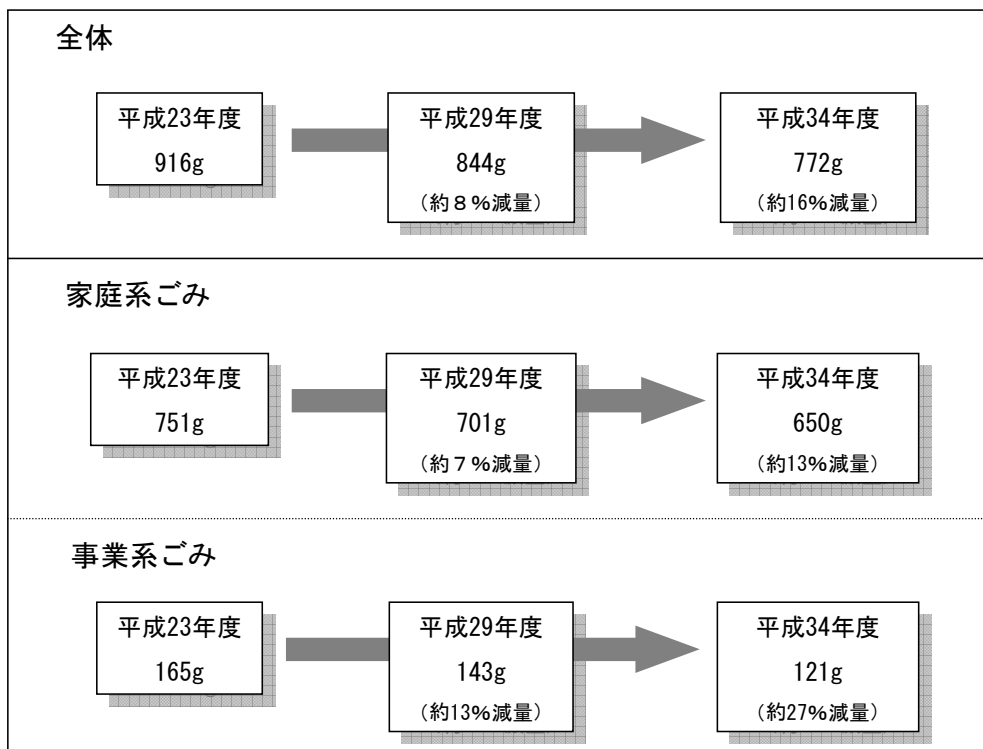 全体
平成23年度
916g
平成29年度
844g
（約８％減量）
平成34年度
772g
（約16％減量）
家庭系ごみ
平成23年度
751g
平成29年度
701g
（約７％減量）
平成34年度
650g
（約13％減量）
事業系ごみ
平成23年度
165g
平成29年度
143g
（約13％減量）
平成34年度
121g
（約27％減量）